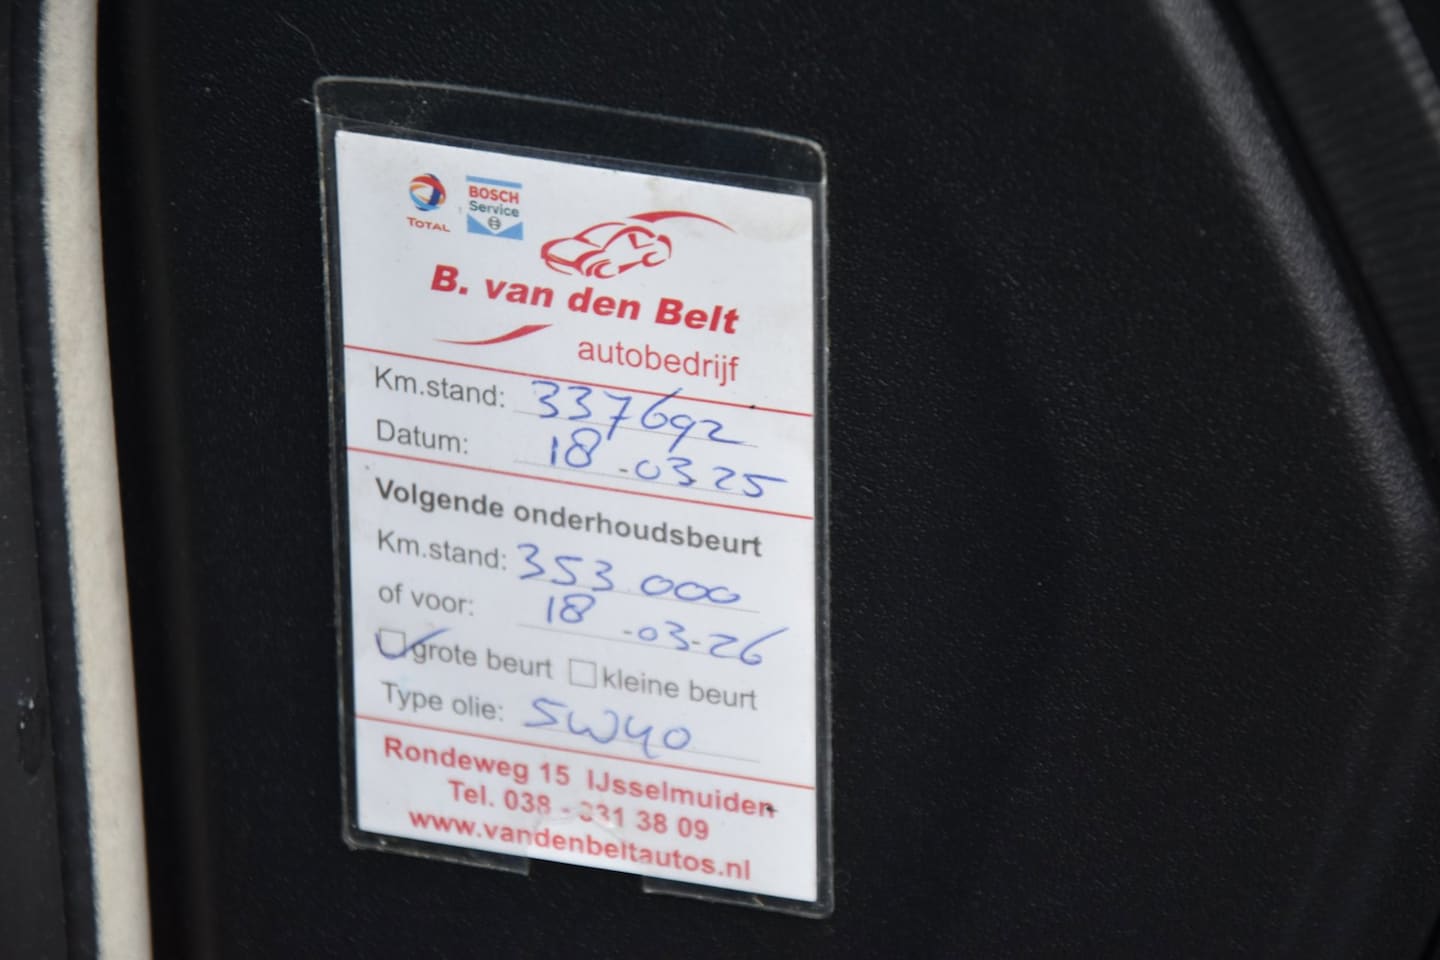 TOTAL
BOSCH
Service
B. van den Belt
autobedrijf
Km.stand: 337692
Datum: 18-03 25
Volgende onderhoudsbeurt
Km.stand: 353.000
of voor: 18-03-26
grote beurt kleine beurt
Type olie: 5W40
Rondeweg 15 IJsselmuiden
Tel. 038 - 331 38 09
www.vandenbeltautos.nl